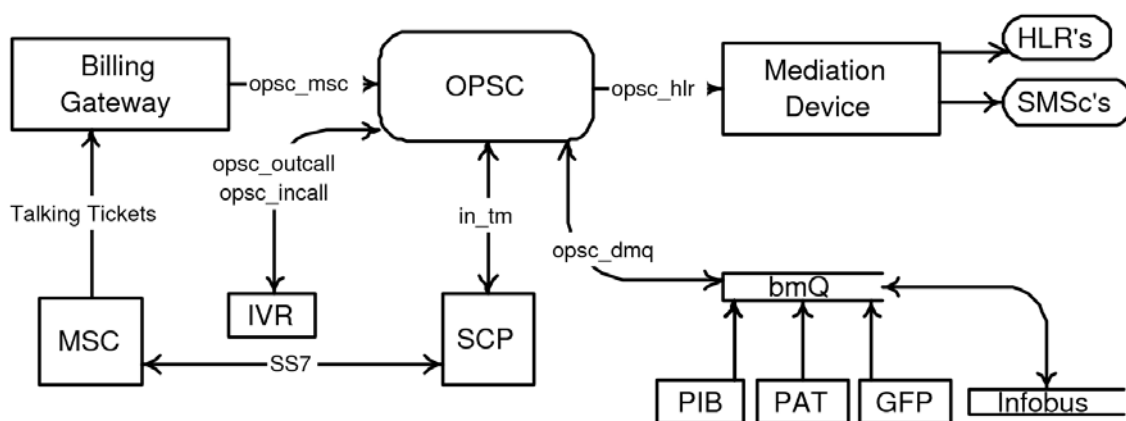 HLR's
Billing
Gateway
opsc_msc
OPSC
opsc_hlr
Mediation
Device
SMSc's
opsc_outcall
opsc_incall
Talking Tickets
in_tm
opsc_dmq
bmQ
MSC
IVR
SCP
SS7
PIB
PAT
GFP
Infobus